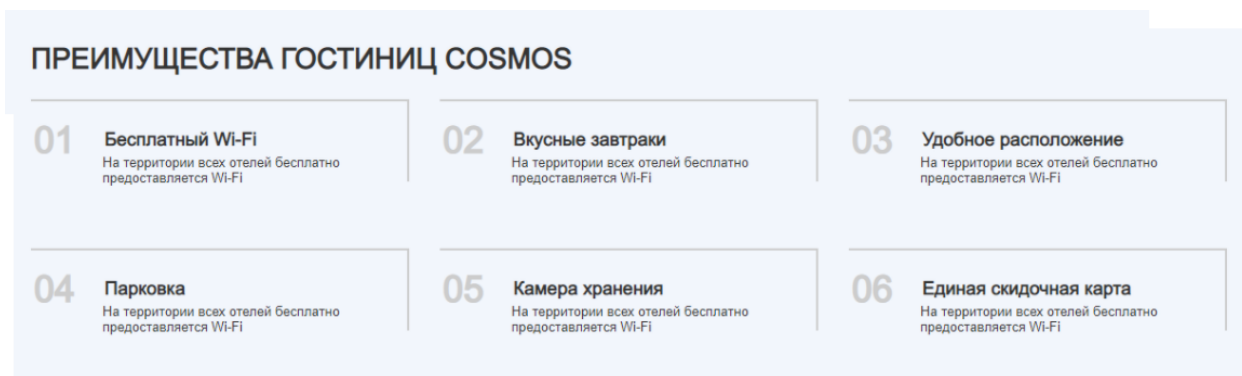 ПРЕИМУЩЕСТВА ГОСТИНИЦ COSMOS
01
Бесплатный Wi-Fi
На территории всех отелей бесплатно
предоставляется Wi-Fi
02
Вкусные завтраки
На территории всех отелей бесплатно
предоставляется Wi-Fi
03
Удобное расположение
На территории всех отелей бесплатно
предоставляется Wi-Fi
04
Парковка
На территории всех отелей бесплатно
предоставляется Wi-Fi
05
Камера хранения
На территории всех отелей бесплатно
предоставляется Wi-Fi
06
Единая скидочная карта
На территории всех отелей бесплатно
предоставляется Wi-Fi